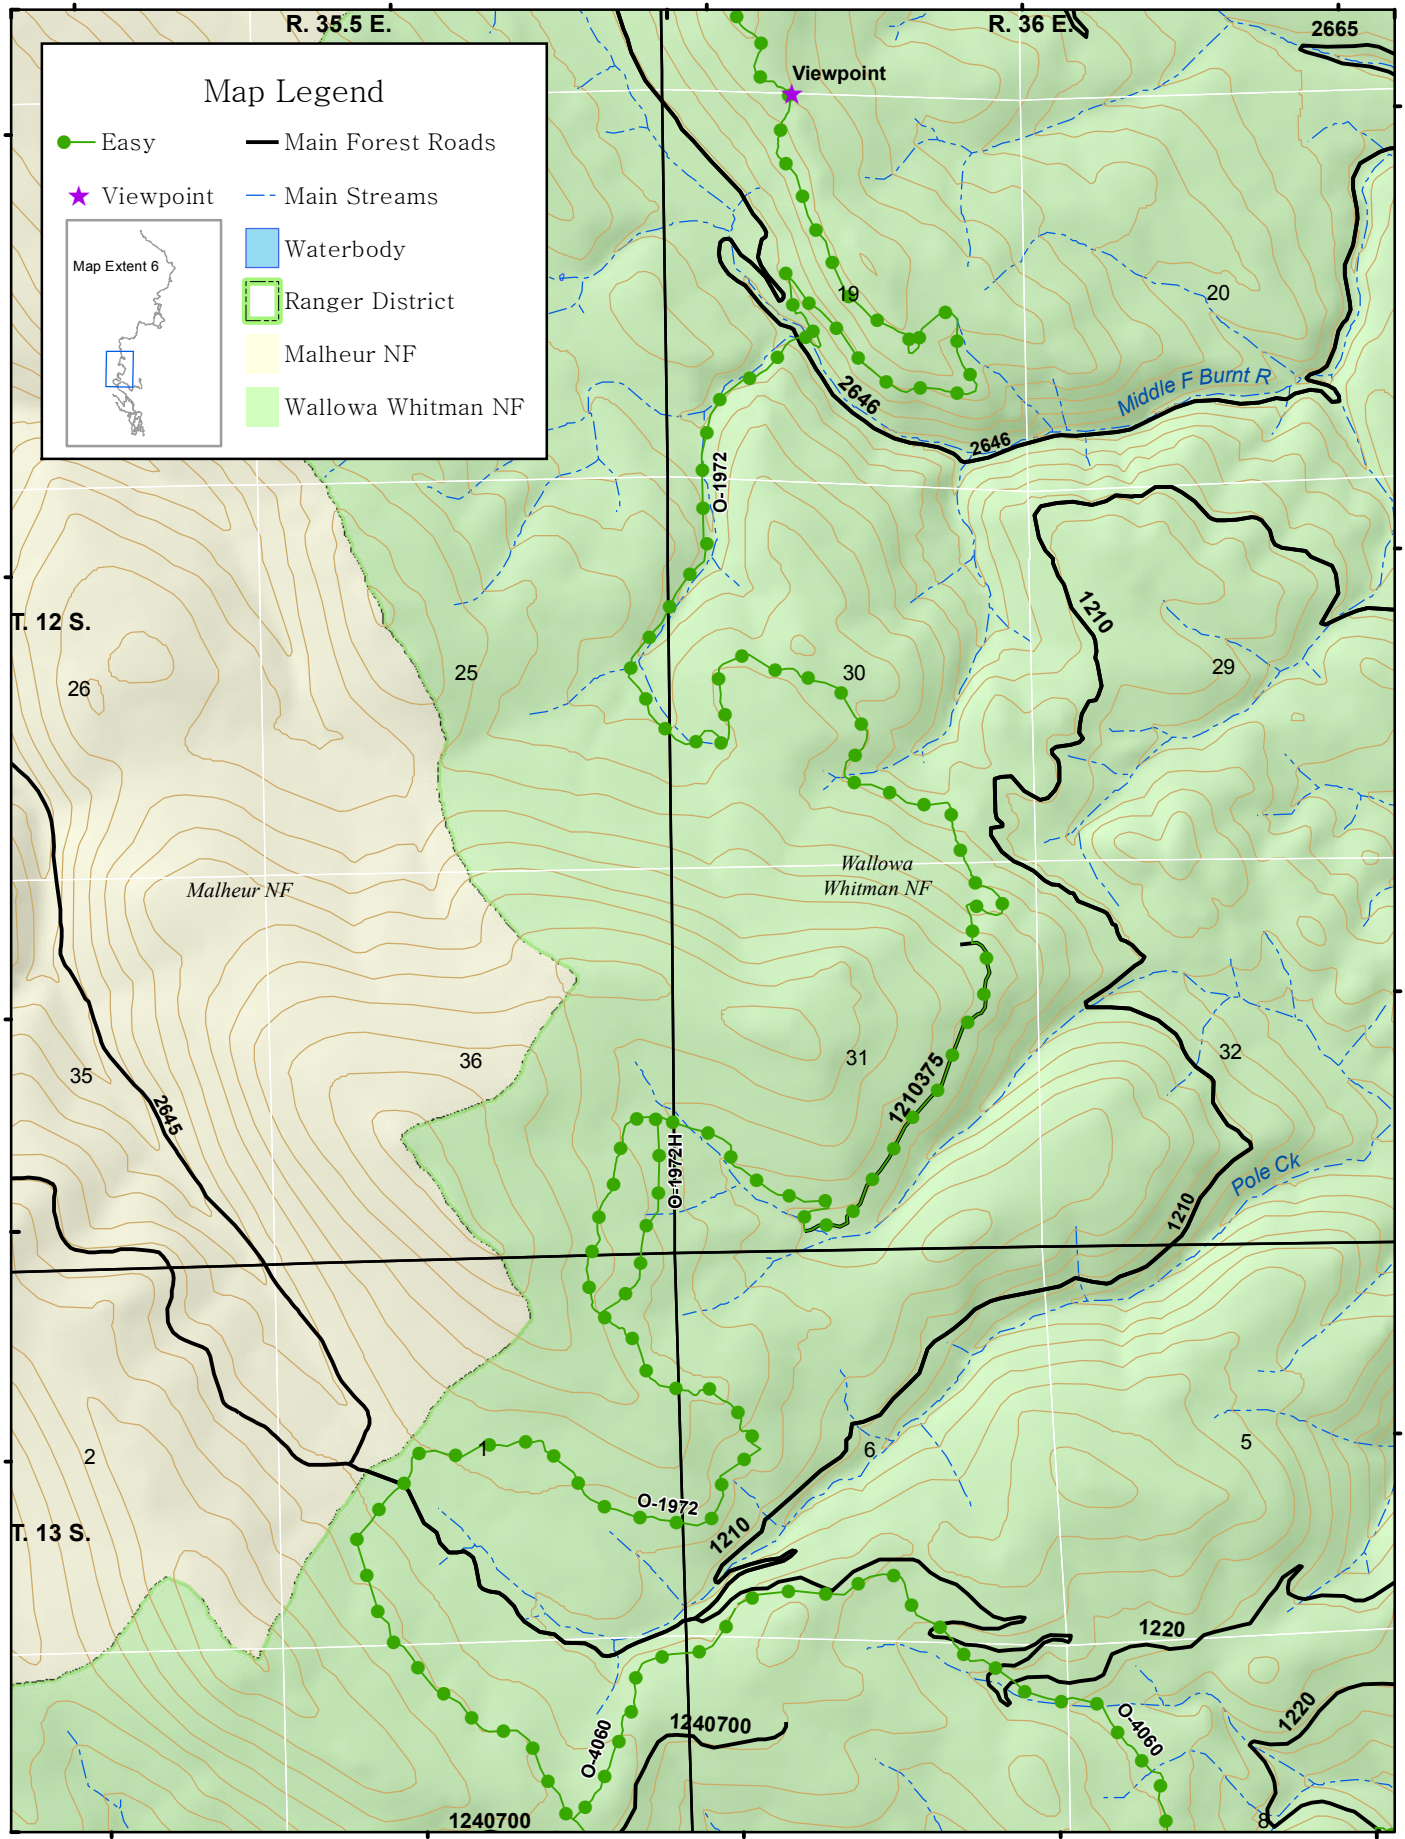 R. 35.5 E.
R. 36 E.
2665
Map Legend
Easy
Main Forest Roads
Viewpoint
Main Streams
Map Extent 6
Waterbody
Ranger District
Malheur NF
Wallowa Whitman NF
Viewpoint
19
20
2646
Middle F Burnt R
2646
O-1972
1210
T. 12 S.
25
30
29
26
Wallowa
Whitman NF
Malheur NF
31
32
36
35
1210375
2645
O-1972H
Pole Ck
1210
1
6
5
2
O-1972
T. 13 S.
1210
1220
1220
O-4060
O-4060
1240700
1240700
8